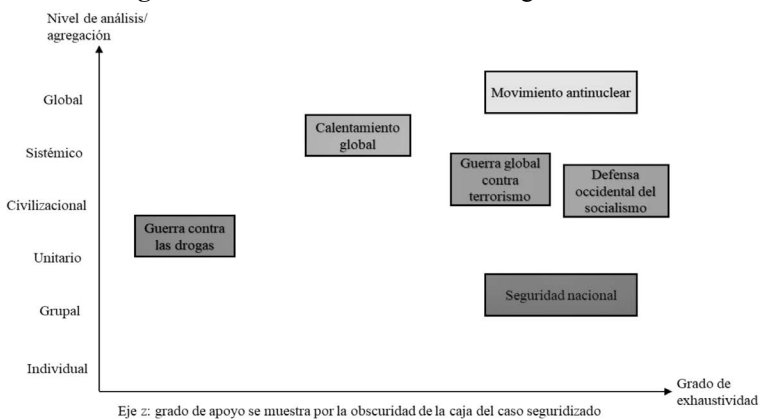 Nivel de análisis/
agregación
Global
Movimiento antinuclear
Calentamiento
global
Sistémico
Guerra global
contra
terrorismo
Defensa
occidental del
socialismo
Civilizacional
Guerra contra
las drogas
Unitario
Seguridad nacional
Grupal
Individual
Grado de
exhaustividad
Eje z: grado de apoyo se muestra por la obscuridad de la caja del caso seguridizado